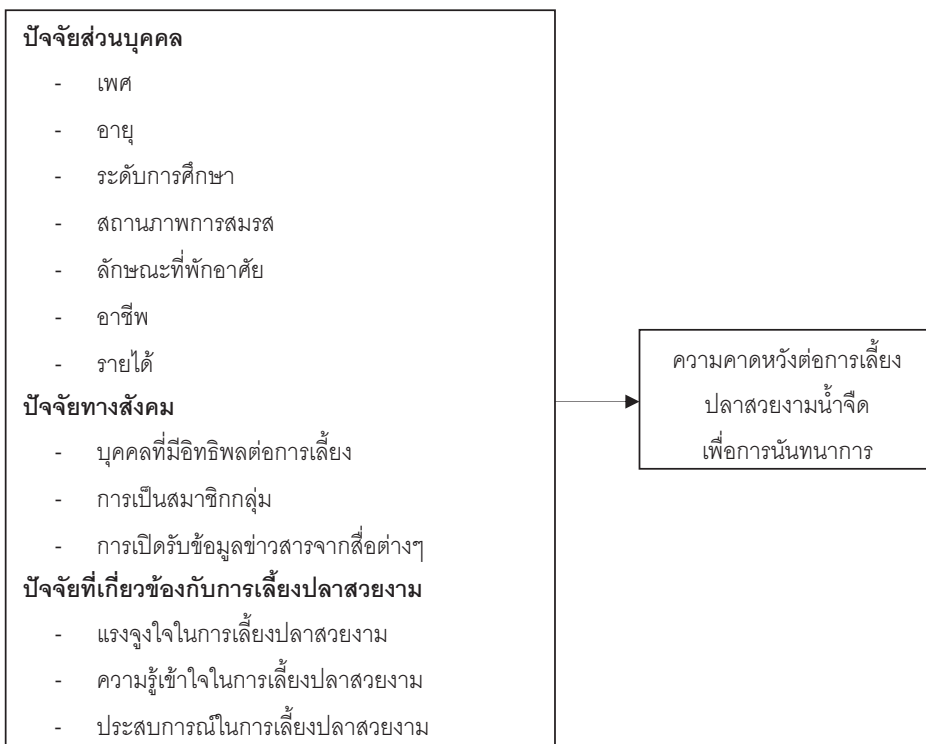 ปัจจัยส่วนบุคคล
- เพศ
- อายุ
- ระดับการศึกษา
- สถานภาพการสมรส
- ลักษณะที่พักอาศัย
- อาชีพ
- รายได้
ปัจจัยทางสังคม
- บุคคลที่มีอิทธิพลต่อการเลี้ยง
- การเป็นสมาชิกกลุ่ม
- การเปิดรับข้อมูลข่าวสารจากสื่อต่างๆ
ปัจจัยที่เกี่ยวข้องกับการเลี้ยงปลาสวยงาม
- แรงจูงใจในการเลี้ยงปลาสวยงาม
- ความรู้เข้าใจในการเลี้ยงปลาสวยงาม
- ประสบการณ์ในการเลี้ยงปลาสวยงาม
ความคาดหวังต่อการเลี้ยง
ปลาสวยงามน้ำจืด
เพื่อการนันทนาการ